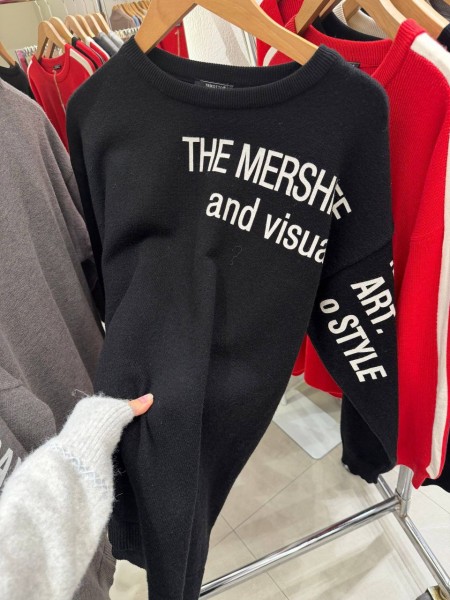 THE MERSHE
and visua
ART.
o STYLE